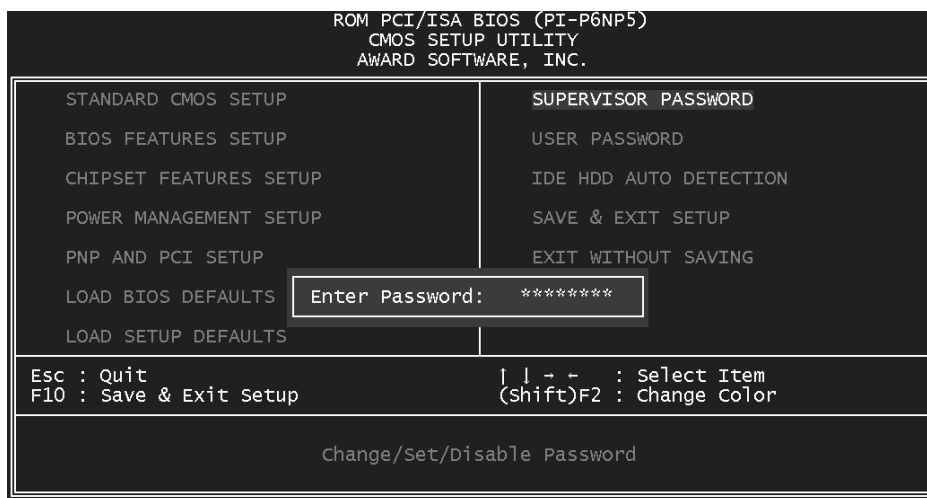 ROM PCI/ISA BIOS (PI-P6NP5)
CMOS SETUP UTILITY
AWARD SOFTWARE, INC.
STANDARD CMOS SETUP
BIOS FEATURES SETUP
CHIPSET FEATURES SETUP
POWER MANAGEMENT SETUP
PNP AND PCI SETUP
LOAD BIOS DEFAULTS
LOAD SETUP DEFAULTS
SUPERVISOR PASSWORD
USER PASSWORD
IDE HDD AUTO DETECTION
SAVE & EXIT SETUP
EXIT WITHOUT SAVING
Enter Password: ********
Esc : Quit
F10 : Save & Exit Setup
↑ ↓ → ← : Select Item
(Shift)F2 : Change Color
Change/Set/Disable Password